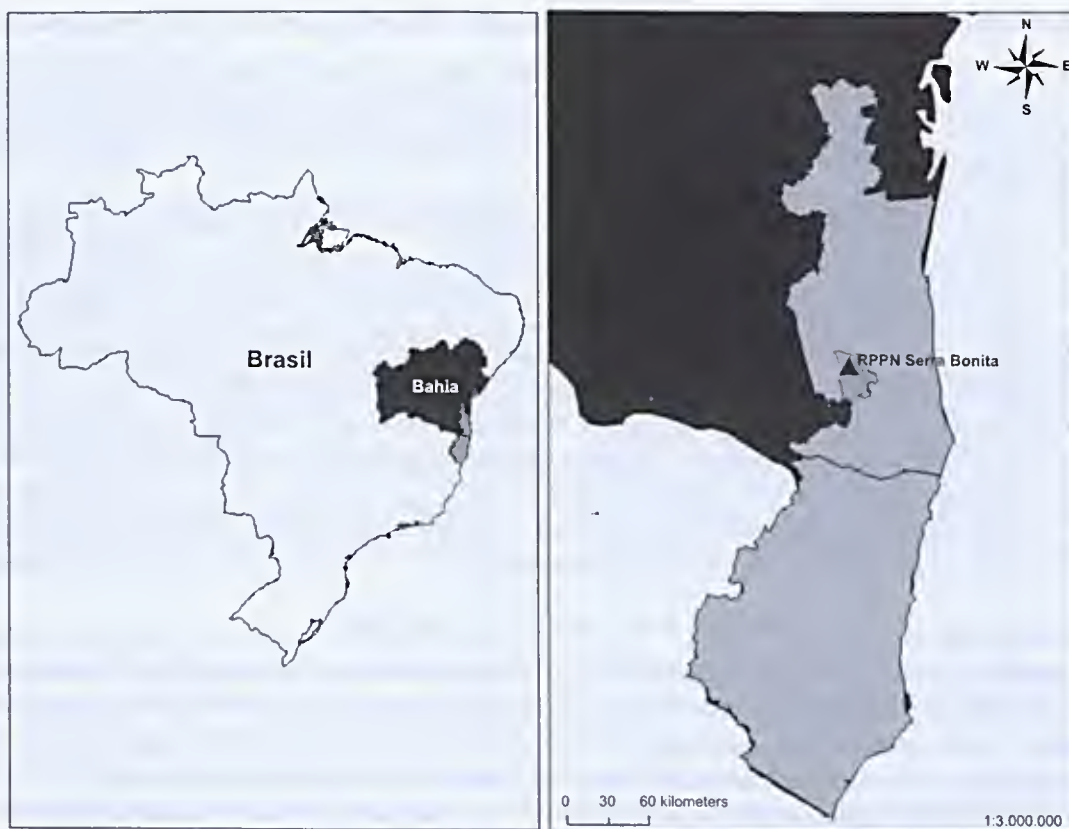 Brasil
Bahia
N
W E
S
RPPN Serra Bonita
0 30 60 kilometers
1:3.000.000